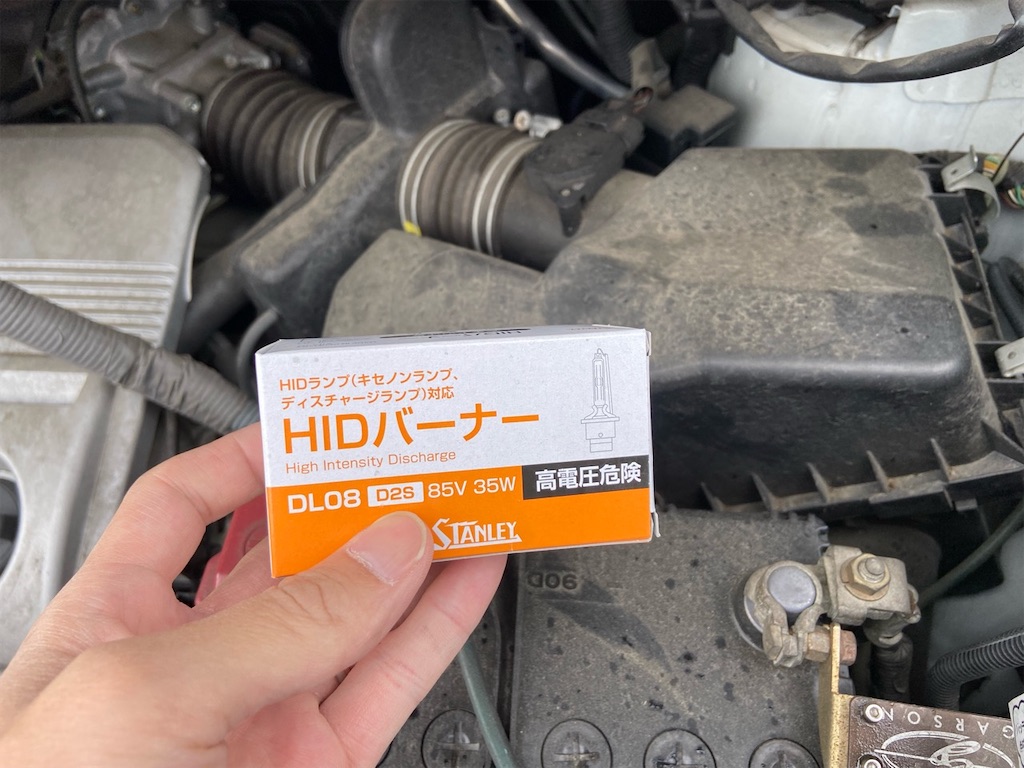 HIDランプ(キセノンランプ、
ディスチャージランプ)対応
HIDバーナー
High Intensity Discharge
DL08 D2S 85V 35W
高電圧危険
STANLEY
90D
GARSON